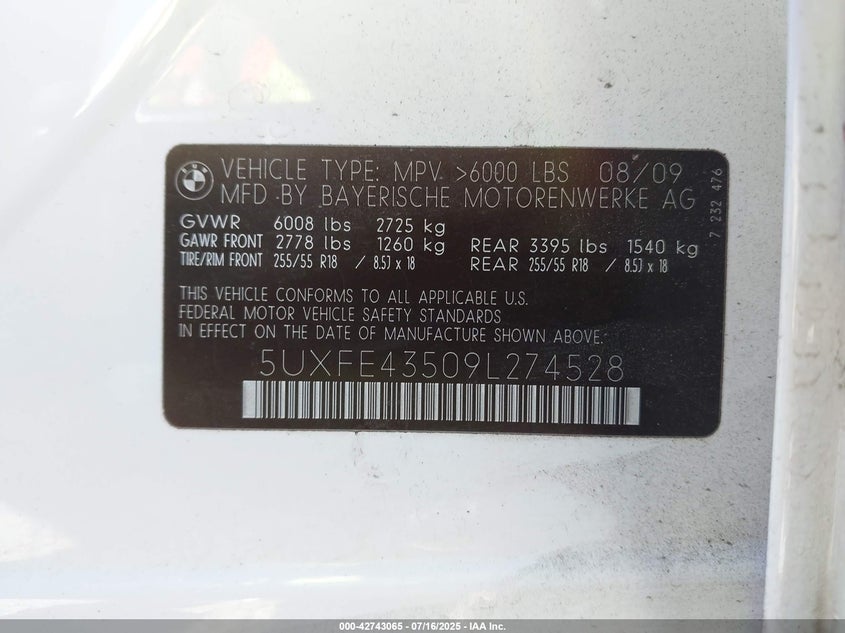 BMW
VEHICLE TYPE: MPV >6000 LBS 08/09
MFD BY BAYERISCHE MOTORENWERKE AG
GVWR 6008 lbs 2725 kg
GAWR FRONT 2778 lbs 1260 kg REAR 3395 lbs 1540 kg
TIRE/RIM FRONT 255/55 R18 / 8.5J x 18 REAR 255/55 R18 / 8.5J x 18
7 232 476
THIS VEHICLE CONFORMS TO ALL APPLICABLE U.S.
FEDERAL MOTOR VEHICLE SAFETY STANDARDS
IN EFFECT ON THE DATE OF MANUFACTURE SHOWN ABOVE.
5UXFE43509L274528
000-42743065 - 07/16/2025 - IAA Inc.